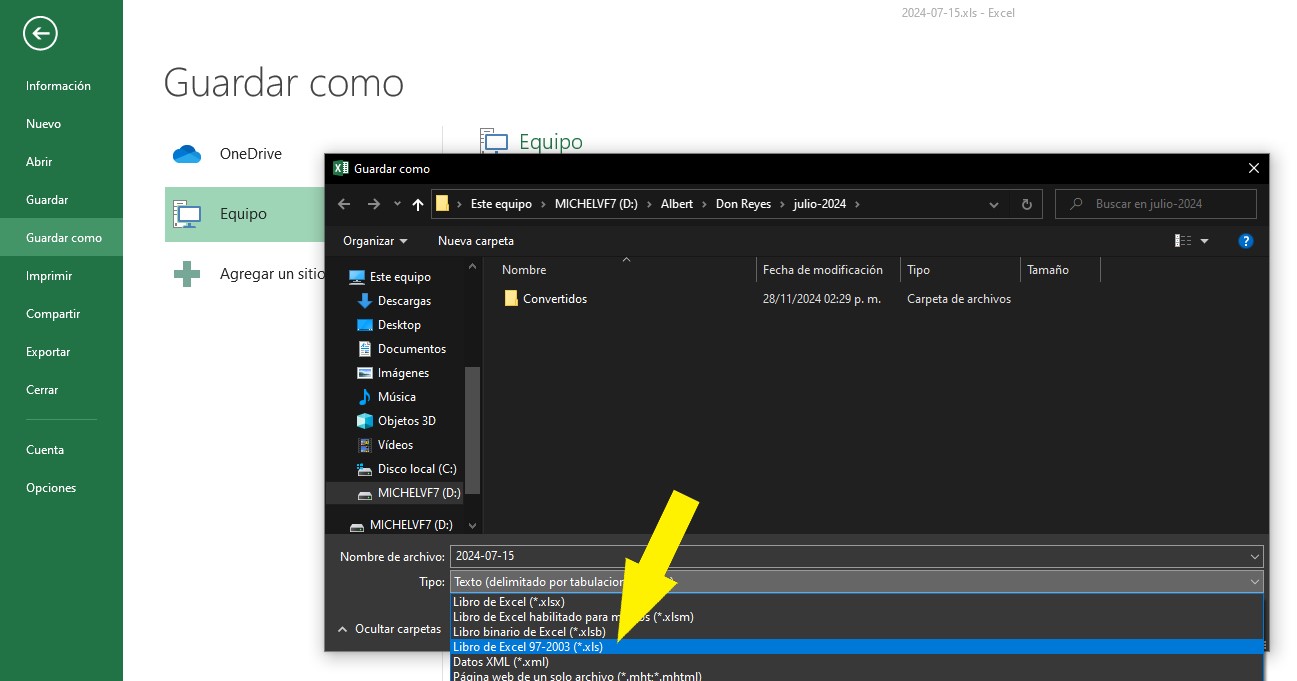 2024-07-15.xls - Excel
Información
Nuevo
Abrir
Guardar
Guardar como
Imprimir
Compartir
Exportar
Cerrar
Cuenta
Opciones
Guardar como
OneDrive
Equipo
Agregar un sitio
Equipo
Guardar como
Este equipo > MICHELVF7 (D:) > Albert > Don Reyes > julio-2024 >
Buscar en julio-2024
Organizar
Nueva carpeta
Este equipo
Descargas
Desktop
Documentos
Imágenes
Música
Objetos 3D
Vídeos
Disco local (C:)
MICHELVF7 (D:)
MICHELVF7 (D:)
Nombre Fecha de modificación Tipo Tamaño
Convertidos 28/11/2024 02:29 p. m. Carpeta de archivos
Nombre de archivo: 2024-07-15
Tipo: Texto (delimitado por
Libro de Excel (*.xlsx)
Libro de Excel habilitado para (*.xlsm)
Libro binario de Excel (*.xlsb)
Libro de Excel 97-2003 (*.xls)
Datos XML (*.xml)
Página web de un solo archivo (*.mht;*.mhtml)
Ocultar carpetas